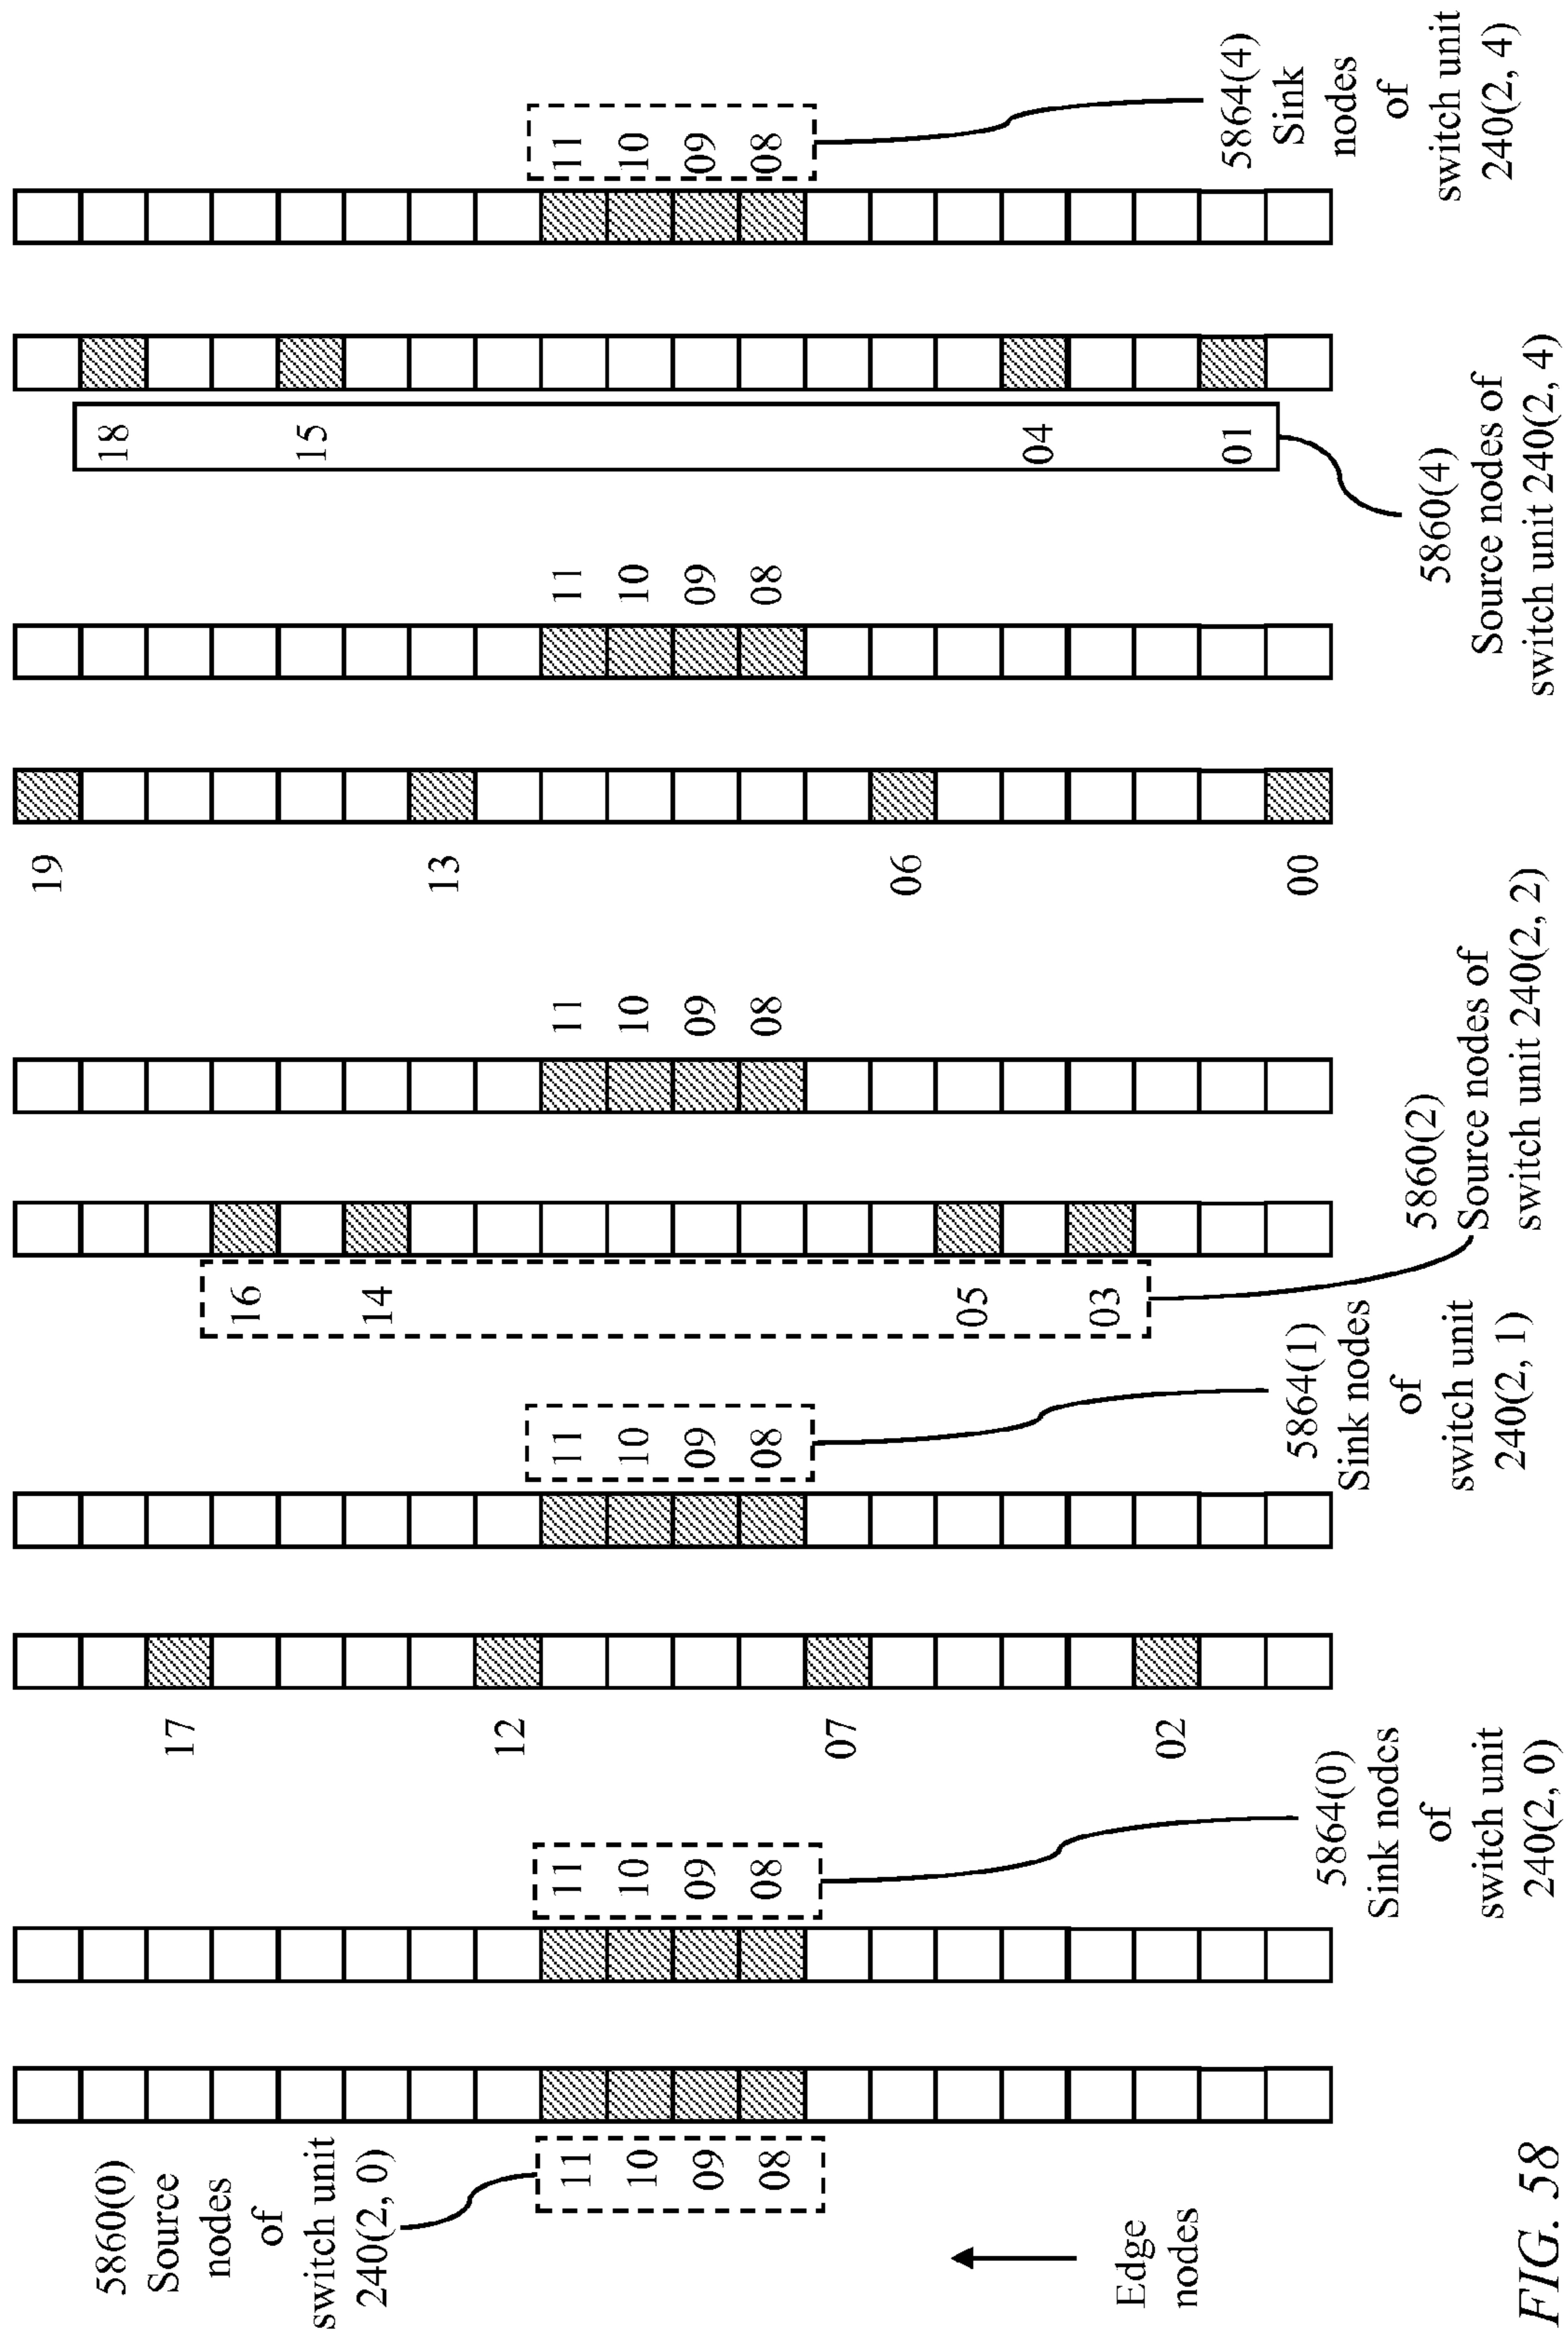 5860(0)
Source
nodes
of
switch unit
240(2, 0)
11
10
09
08
Edge
nodes
11
10
09
08
5864(0)
Sink nodes
of
switch unit
240(2, 0)
17
12
07
02
11
10
09
08
5864(1)
Sink nodes
of
switch unit
240(2, 1)
16
14
05
03
5860(2)
Source nodes of
switch unit 240(2, 2)
11
10
09
08
19
13
06
00
11
10
09
08
18
15
04
01
5860(4)
Source nodes of
switch unit 240(2, 4)
11
10
09
08
5864(4)
Sink
nodes
of
switch unit
240(2, 4)
FIG. 58